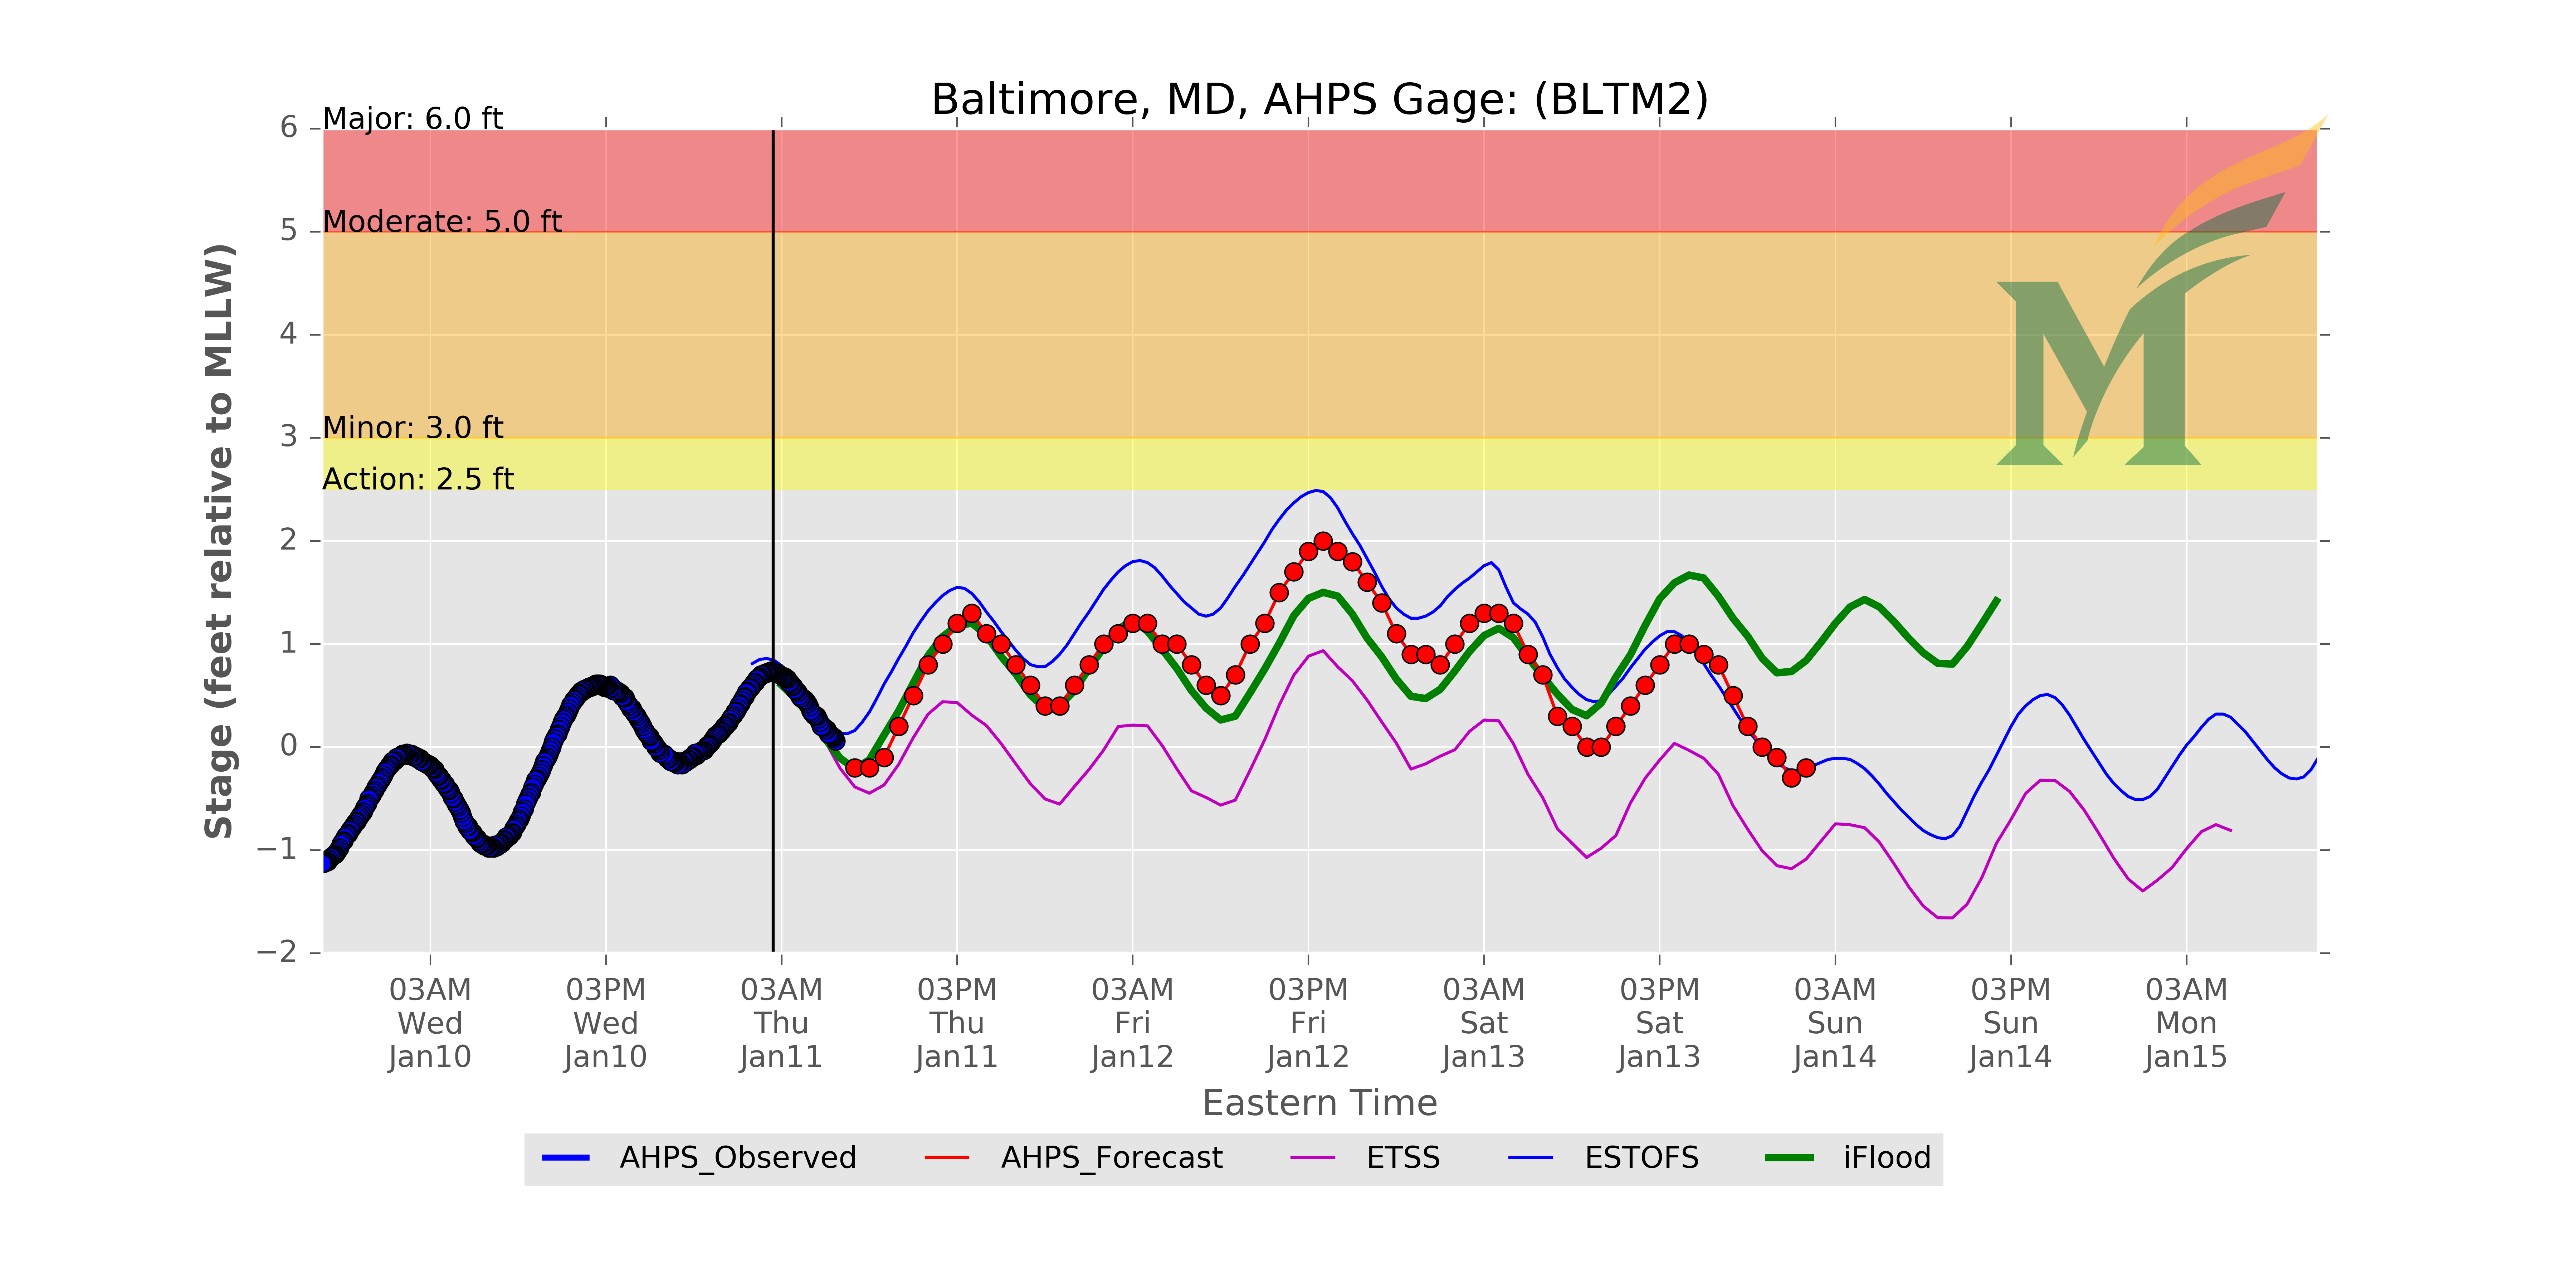 Baltimore, MD, AHPS Gage: (BLTM2)
Major: 6.0 ft
Moderate: 5.0 ft
Minor: 3.0 ft
Action: 2.5 ft
6
5
4
3
2
1
0
−1
−2
Stage (feet relative to MLLW)
03AM 03PM 03AM 03PM 03AM 03PM 03AM 03PM 03AM 03PM 03AM
Wed Wed Thu Thu Fri Fri Sat Sat Sun Sun Mon
Jan10 Jan10 Jan11 Jan11 Jan12 Jan12 Jan13 Jan13 Jan14 Jan14 Jan15
Eastern Time
AHPS_Observed AHPS_Forecast ETSS ESTOFS iFlood
M